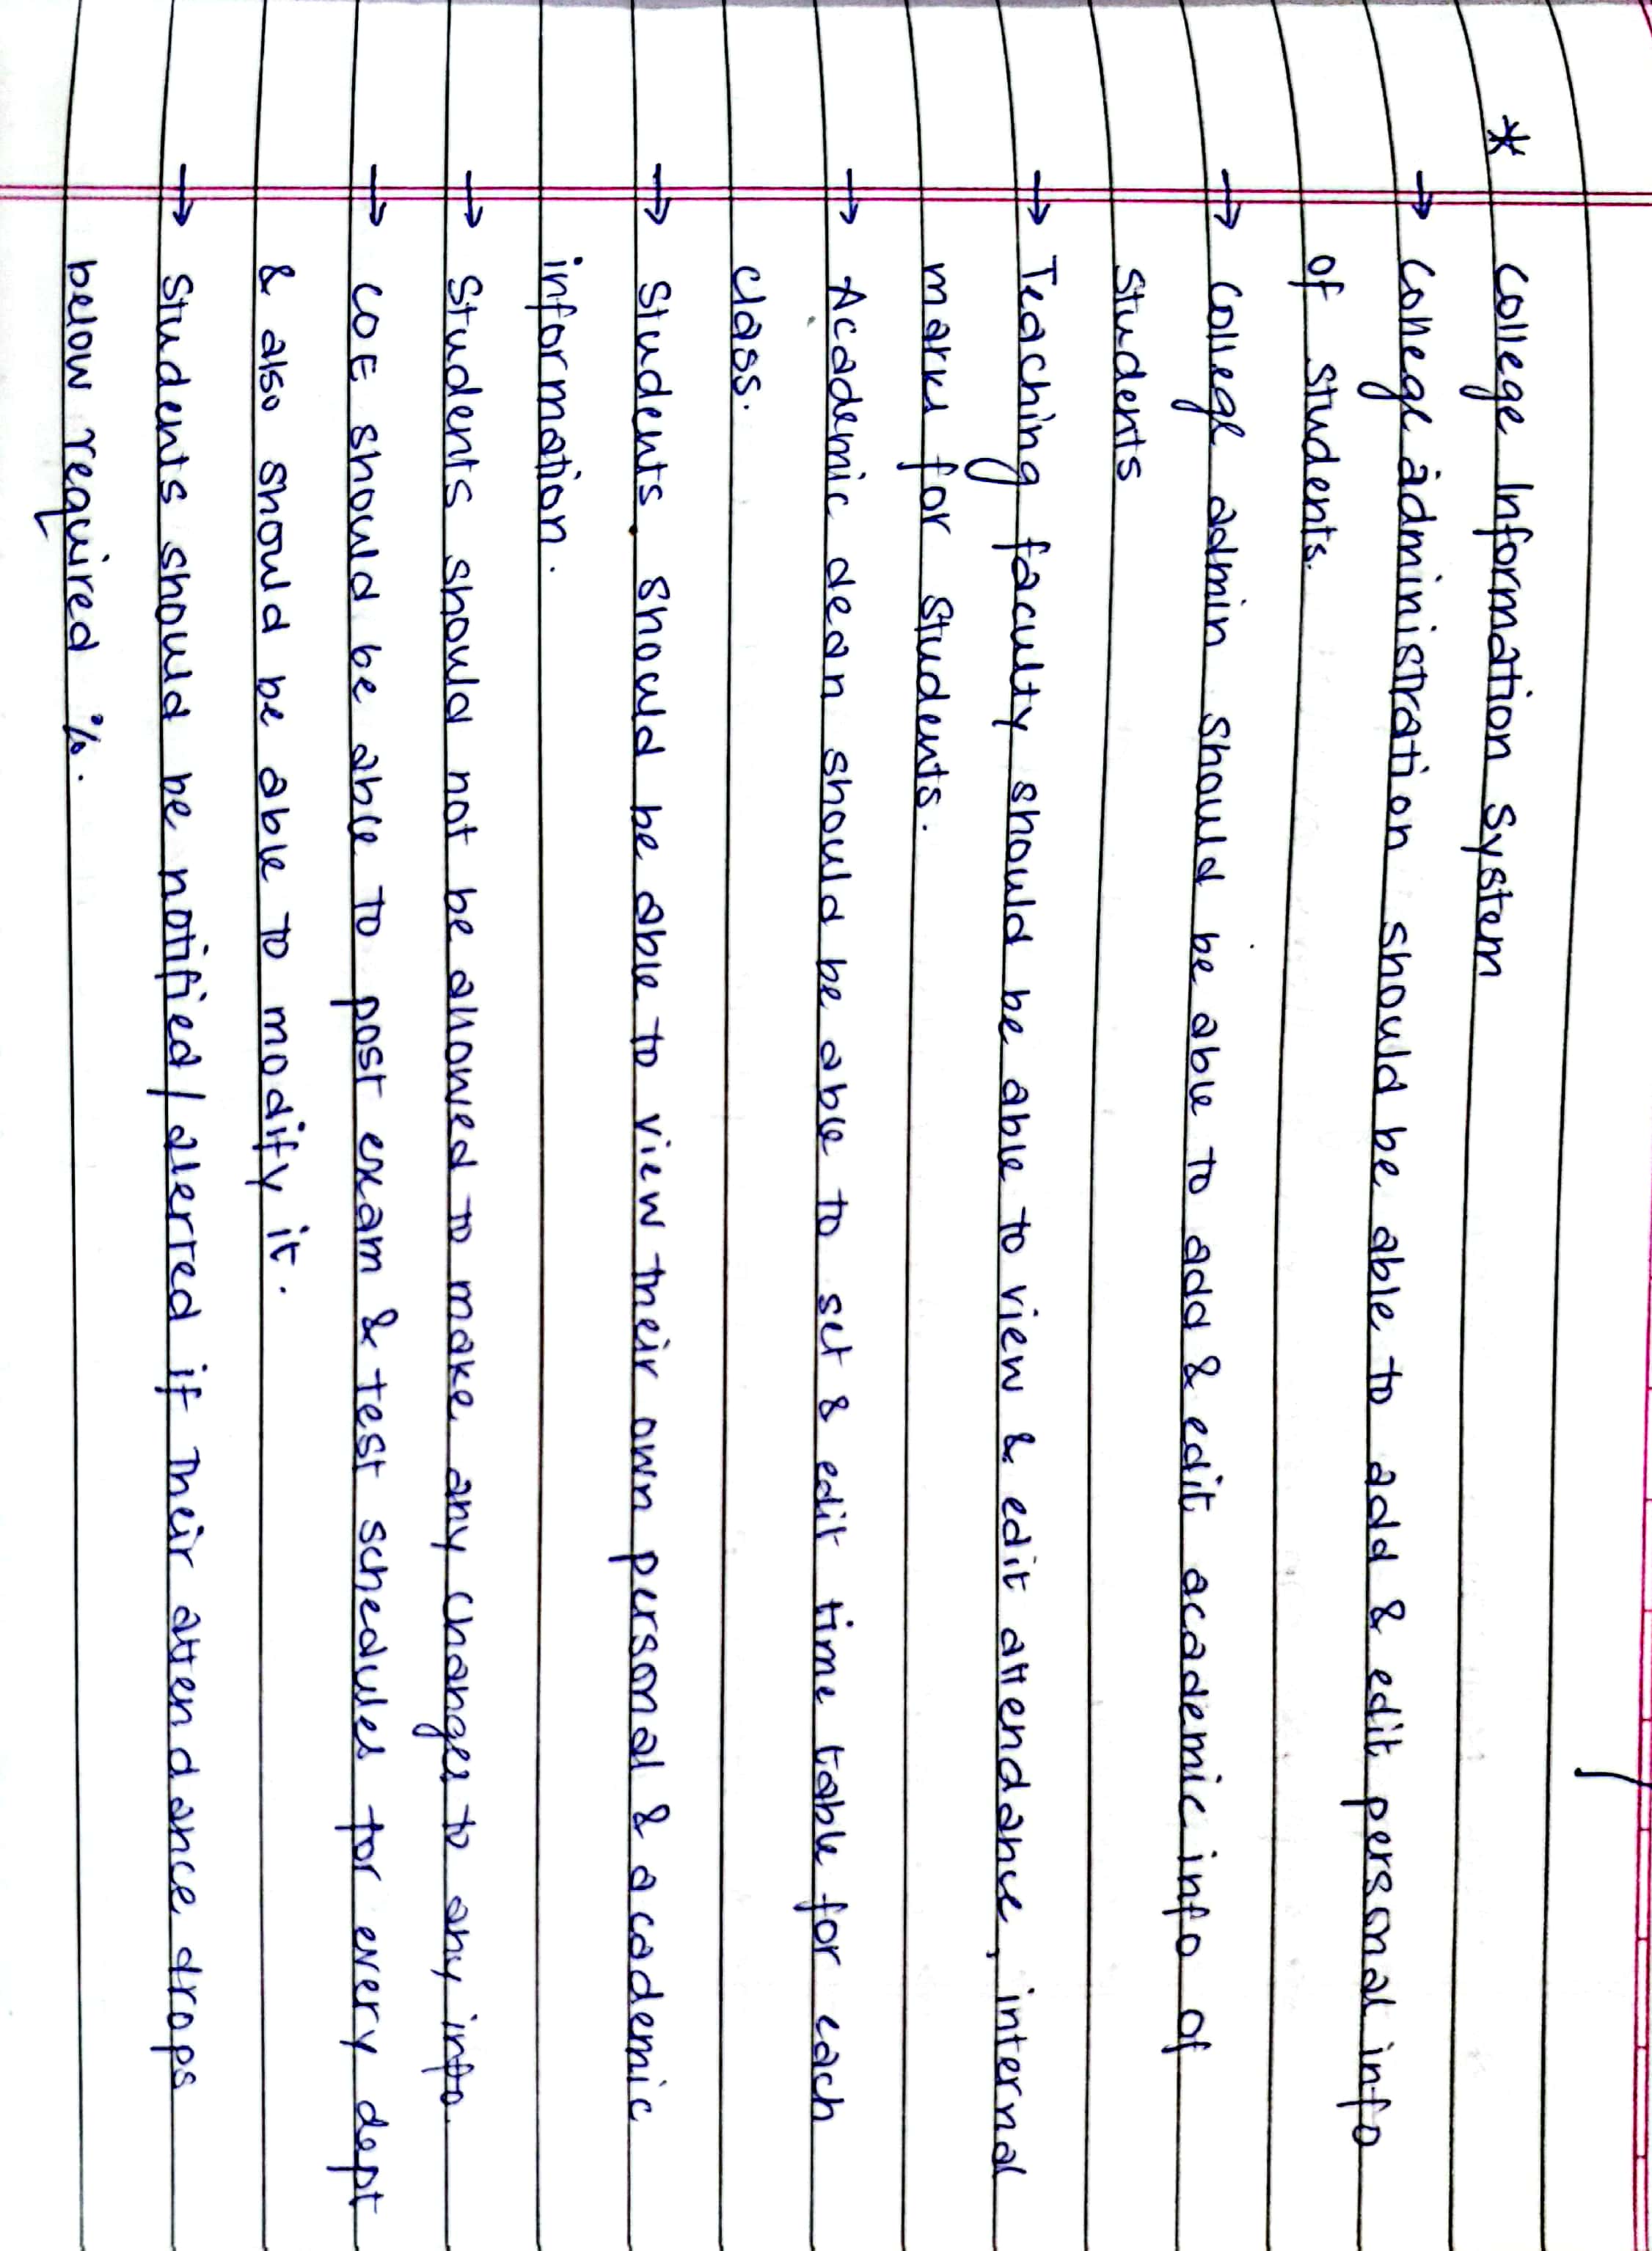 * College Information System
→ College administration should be able to add & edit personal info
of students.
→ College admin should be able to add & edit academic info of
students
→ Teaching faculty should be able to view & edit attendance, internal
marks for students.
→ Academic dean should be able to set & edit time table for each
class.
→ Students should be able to view their own personal & academic
information.
→ Students should not be allowed to make any changes to any info.
→ COE should be able to post exam & test schedules for every dept
& also should be able to modify it.
→ Students should be notified / alerted if their attendance drops
below required %.